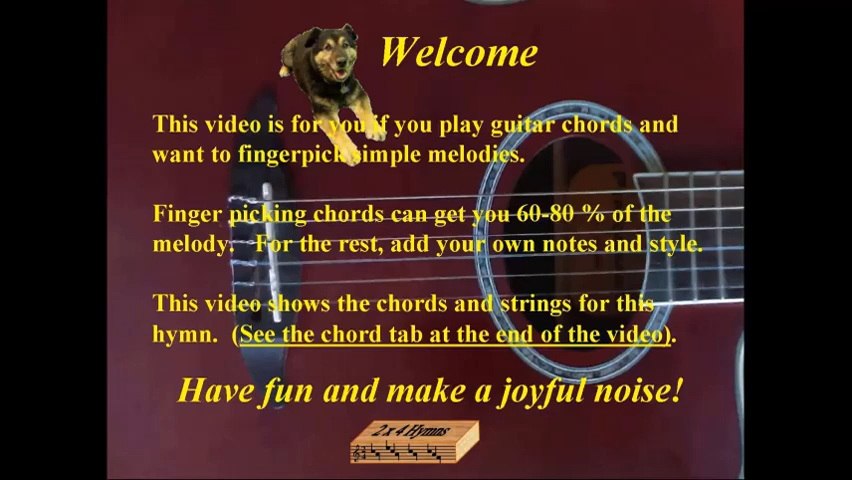 Welcome
This video is for you if you play guitar chords and
want to fingerpick simple melodies.
Finger picking chords can get you 60-80 % of the
melody. For the rest, add your own notes and style.
This video shows the chords and strings for this
hymn. (See the chord tab at the end of the video).
Have fun and make a joyful noise!
2 x 4 Hymns